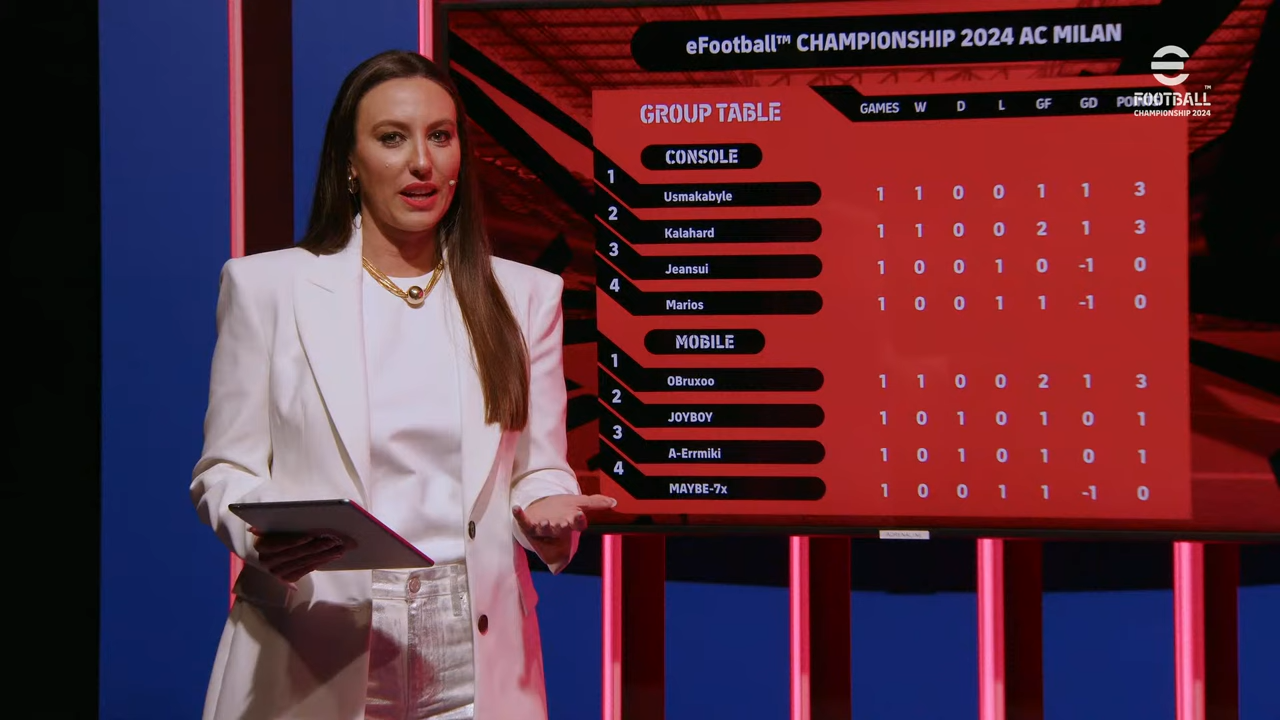 eFootball™ CHAMPIONSHIP 2024 AC MILAN
FOOTBALL™
CHAMPIONSHIP 2024
GROUP TABLE GAMES W D L GF GD
CONSOLE
1 Usmakabyle 1 1 0 0 1 1 3
2 Kalahard 1 1 0 0 2 1 3
3 Jeansui 1 0 0 1 0 -1 0
4 Marios 1 0 0 1 1 -1 0
MOBILE
1 OBruxoo 1 1 0 0 2 1 3
2 JOYBOY 1 0 1 0 1 0 1
3 A-Errmiki 1 0 1 0 1 0 1
4 MAYBE-7x 1 0 0 1 1 -1 0